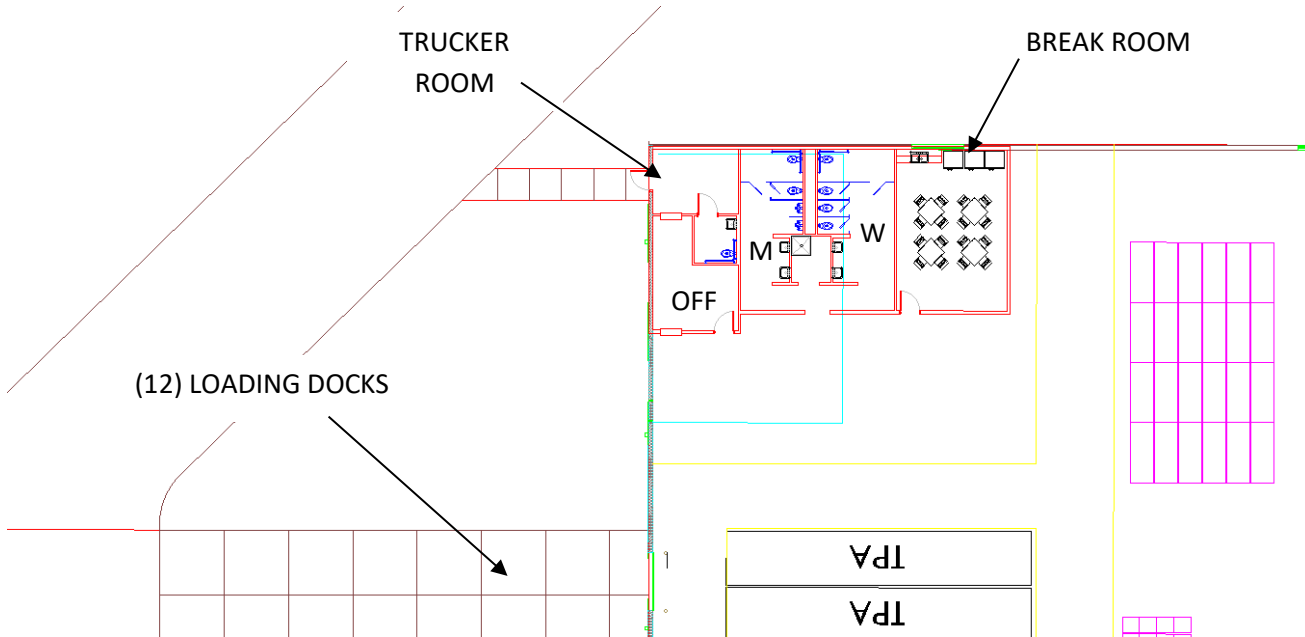 TRUCKER
ROOM
BREAK ROOM
M
W
OFF
(12) LOADING DOCKS
TPA
TPA